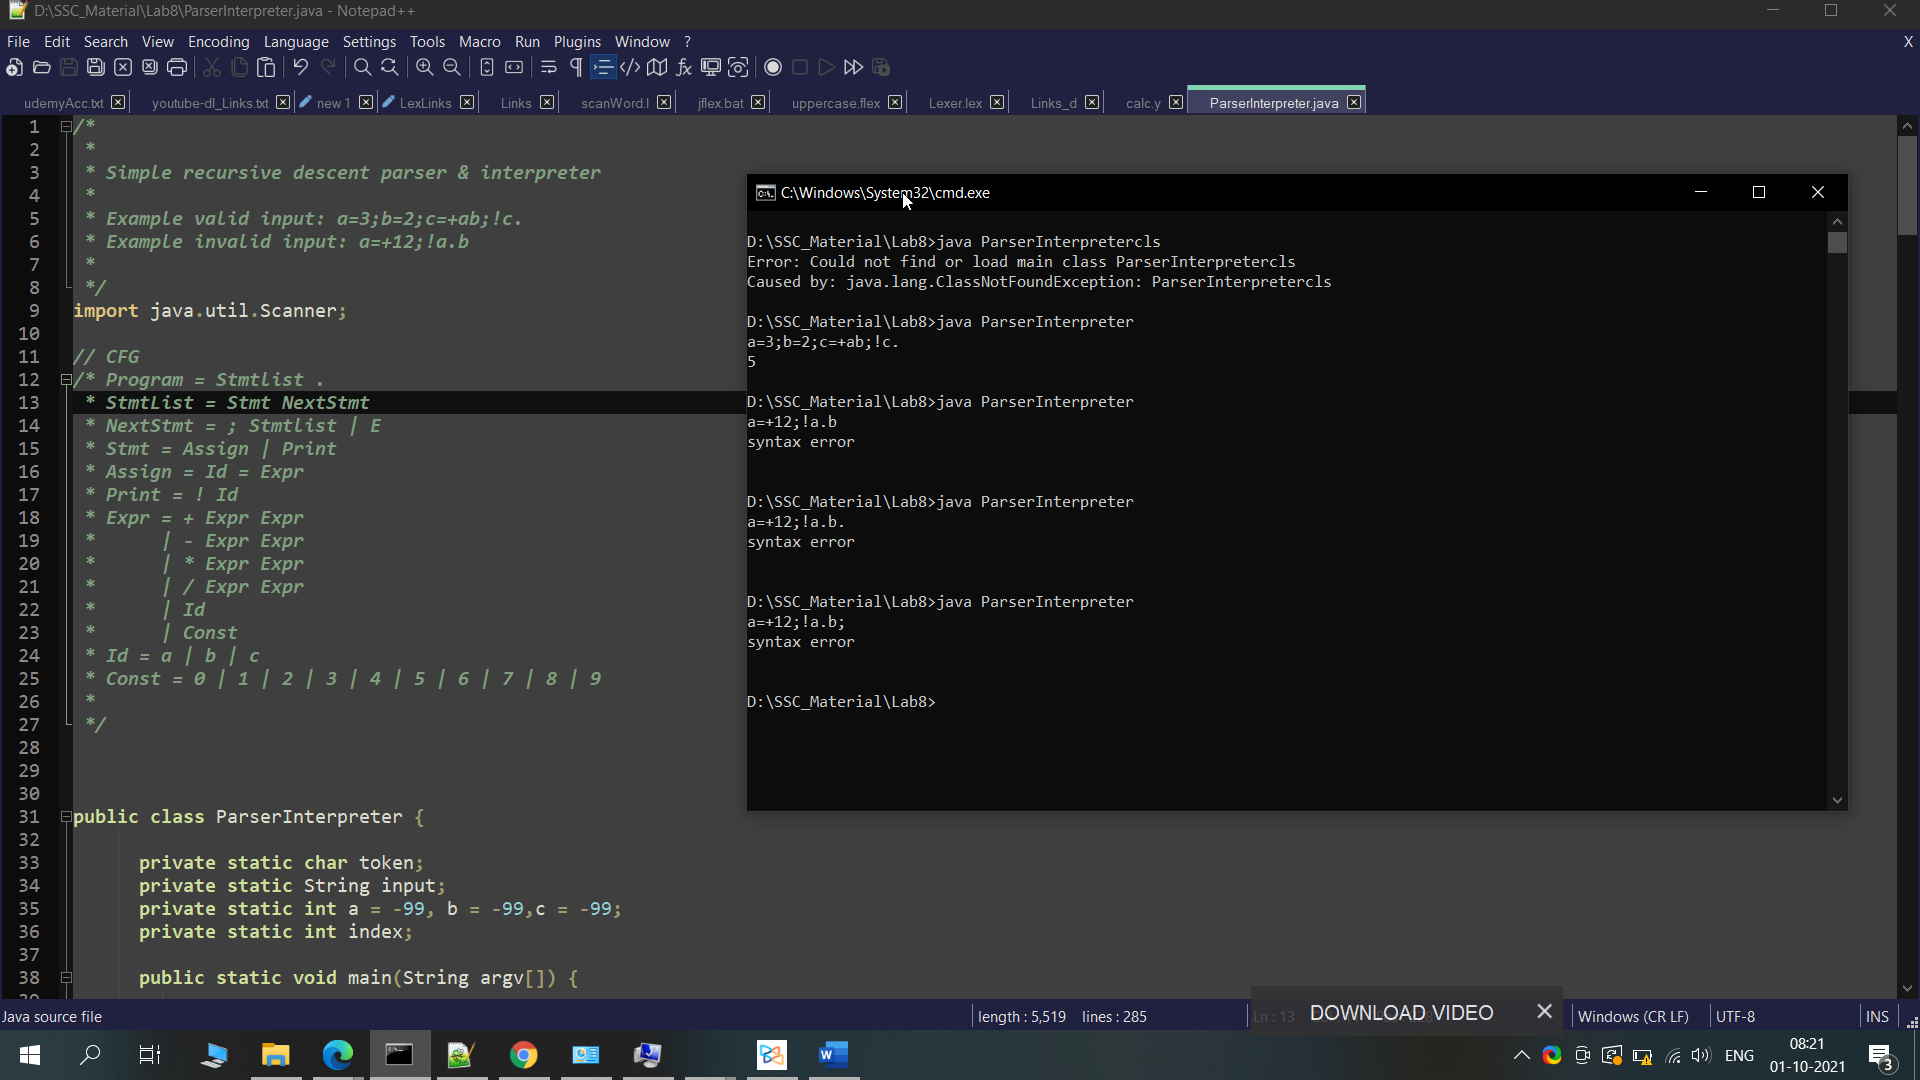 D:\SSC_Material\Lab8\ParserInterpreter.java - Notepad++
File Edit Search View Encoding Language Settings Tools Macro Run Plugins Window ? X
udemyAcc.txt youtube-dl_Links.txt new 1 LexLinks Links scanWord.l jflex.bat uppercase.flex Lexer.lex Links_d calc.y ParserInterpreter.java
1 /*
2 *
3 * Simple recursive descent parser & interpreter
4 *
5 * Example valid input: a=3;b=2;c=+ab;!c.
6 * Example invalid input: a=+12;!a.b
7 *
8 */
9 import java.util.Scanner;
10
11 // CFG
12 /* Program = Stmtlist .
13 * StmtList = Stmt NextStmt
14 * NextStmt = ; Stmtlist | E
15 * Stmt = Assign | Print
16 * Assign = Id = Expr
17 * Print = ! Id
18 * Expr = + Expr Expr
19 * | - Expr Expr
20 * | * Expr Expr
21 * | / Expr Expr
22 * | Id
23 * | Const
24 * Id = a | b | c
25 * Const = 0 | 1 | 2 | 3 | 4 | 5 | 6 | 7 | 8 | 9
26 *
27 */
28
29
30
31 public class ParserInterpreter {
32
33 private static char token;
34 private static String input;
35 private static int a = -99, b = -99,c = -99;
36 private static int index;
37
38 public static void main(String argv[]) {
C:\Windows\System32\cmd.exe
D:\SSC_Material\Lab8>java ParserInterpretercls
Error: Could not find or load main class ParserInterpretercls
Caused by: java.lang.ClassNotFoundException: ParserInterpretercls
D:\SSC_Material\Lab8>java ParserInterpreter
a=3;b=2;c=+ab;!c.
5
D:\SSC_Material\Lab8>java ParserInterpreter
a=+12;!a.b
syntax error
D:\SSC_Material\Lab8>java ParserInterpreter
a=+12;!a.b.
syntax error
D:\SSC_Material\Lab8>java ParserInterpreter
a=+12;!a.b;
syntax error
D:\SSC_Material\Lab8>
Java source file length : 5,519 lines : 285 Ln : 13 DOWNLOAD VIDEO Windows (CR LF) UTF-8 INS
ENG 08:21
01-10-2021
3